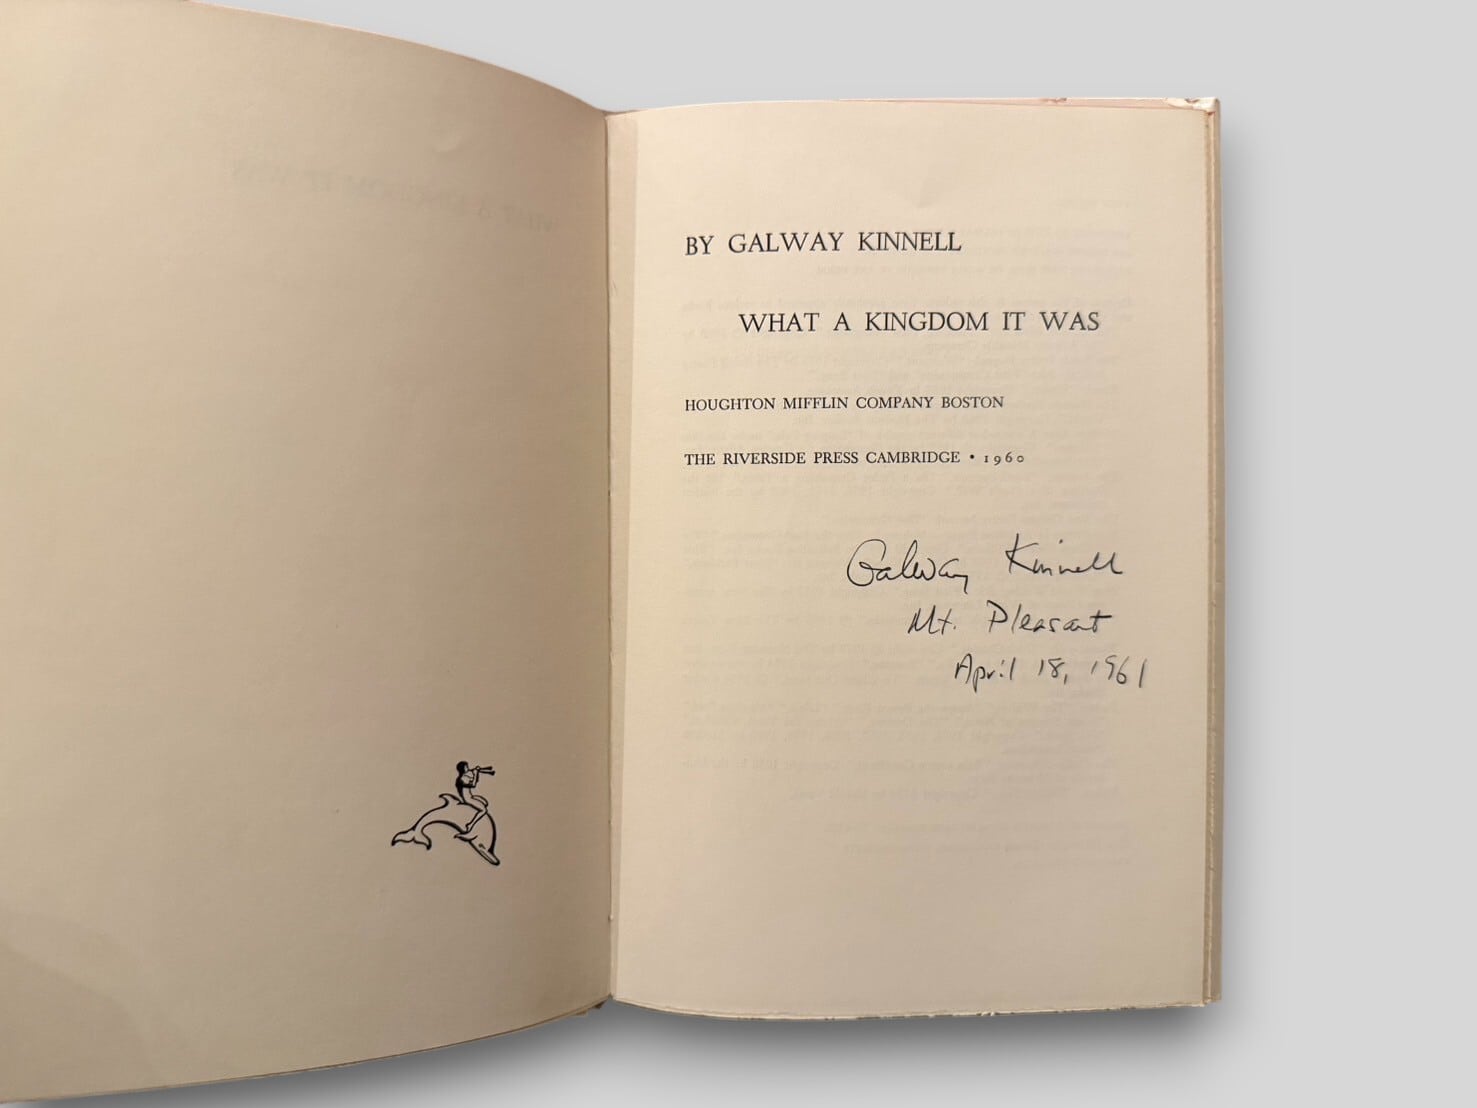 BY GALWAY KINNELL
WHAT A KINGDOM IT WAS
HOUGHTON MIFFLIN COMPANY BOSTON
THE RIVERSIDE PRESS CAMBRIDGE • 1960
Galway Kinnell
Mt. Pleasant
April 18, 1961